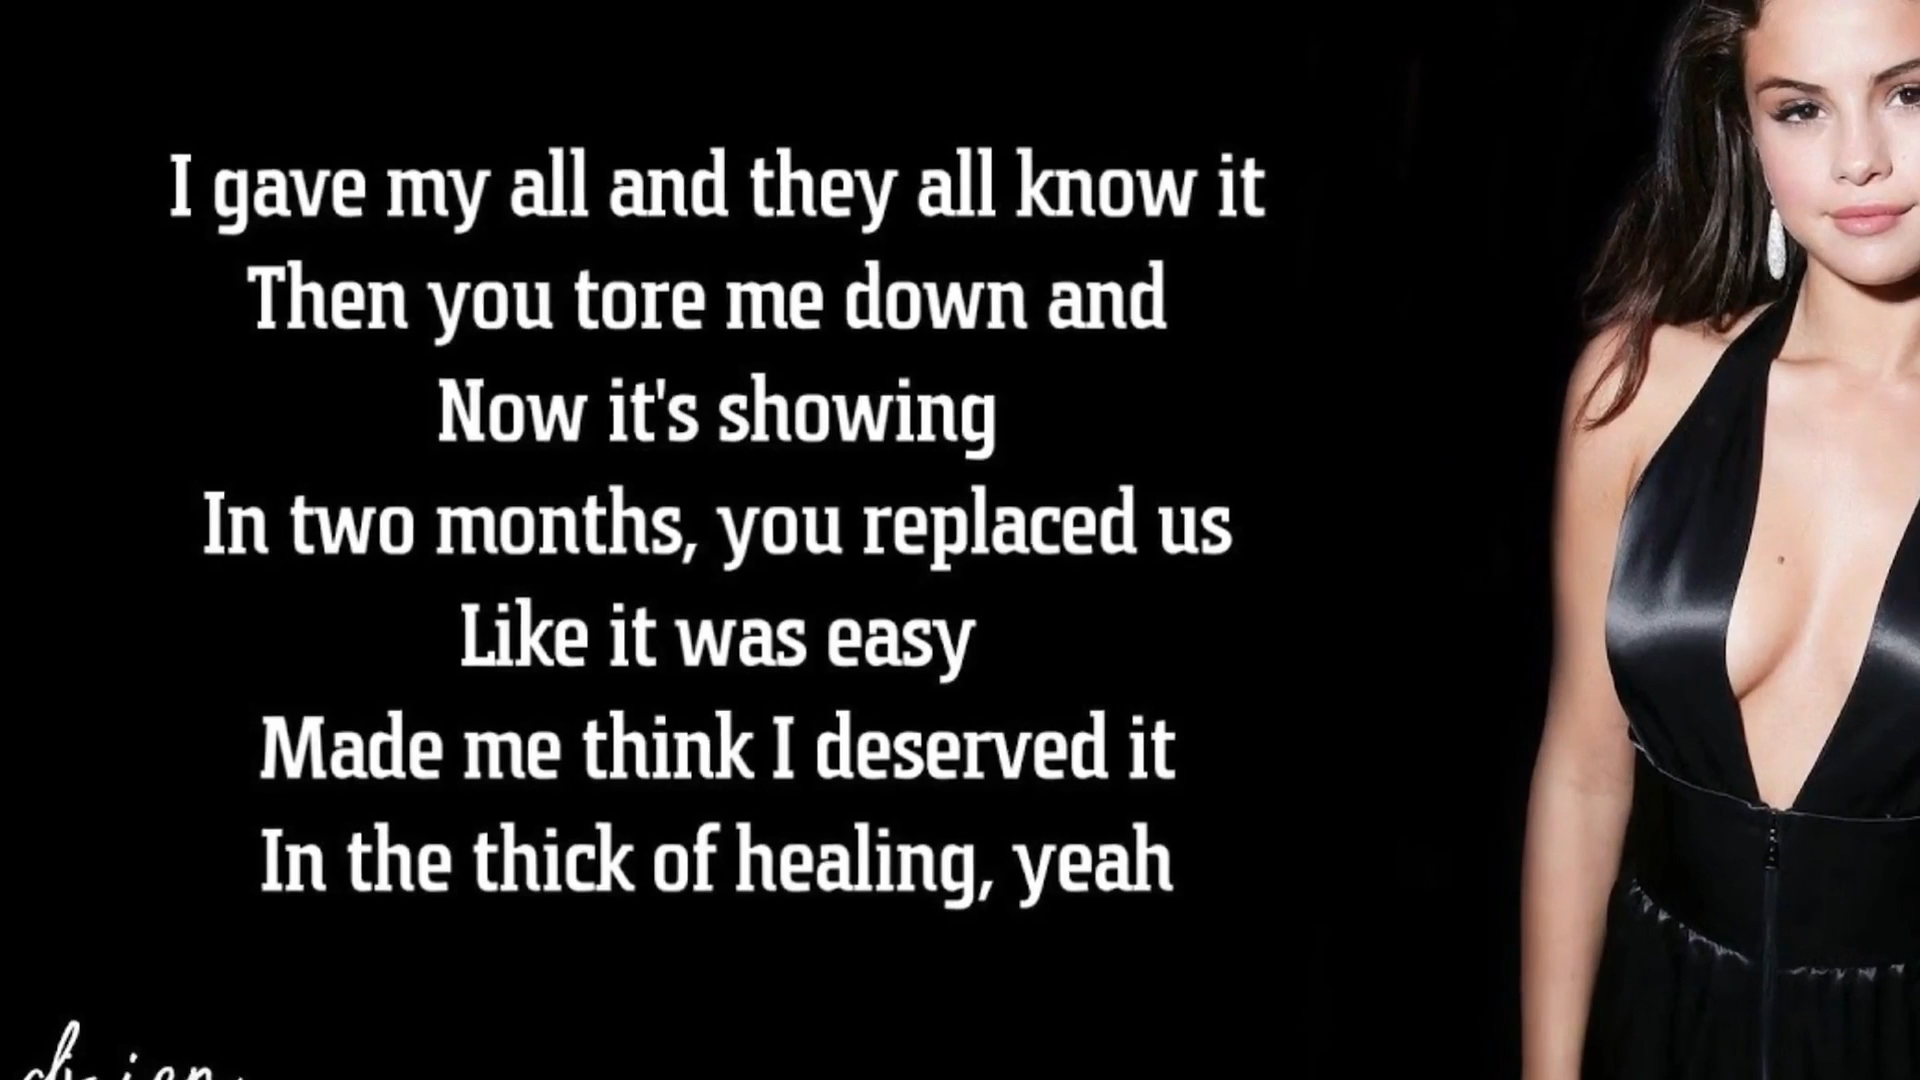 I gave my all and they all know it
Then you tore me down and
Now it's showing
In two months, you replaced us
Like it was easy
Made me think I deserved it
In the thick of healing, yeah